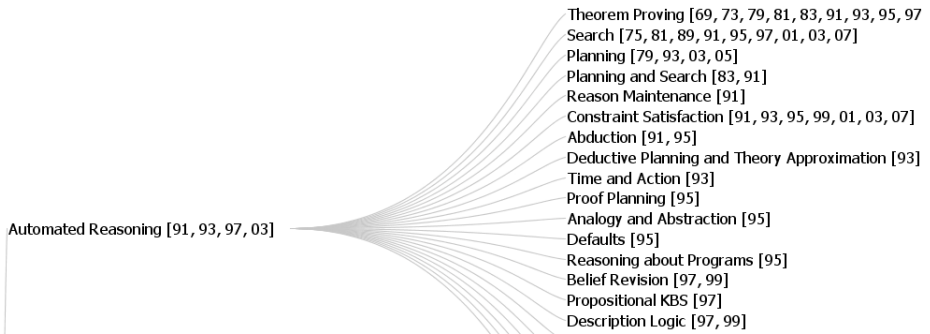 Theorem Proving [69, 73, 79, 81, 83, 91, 93, 95, 97
Search [75, 81, 89, 91, 95, 97, 01, 03, 07]
Planning [79, 93, 03, 05]
Planning and Search [83, 91]
Reason Maintenance [91]
Constraint Satisfaction [91, 93, 95, 99, 01, 03, 07]
Abduction [91, 95]
Deductive Planning and Theory Approximation [93]
Time and Action [93]
Proof Planning [95]
Analogy and Abstraction [95]
Automated Reasoning [91, 93, 97, 03]
Defaults [95]
Reasoning about Programs [95]
Belief Revision [97, 99]
Propositional KBS [97]
Description Logic [97, 99]